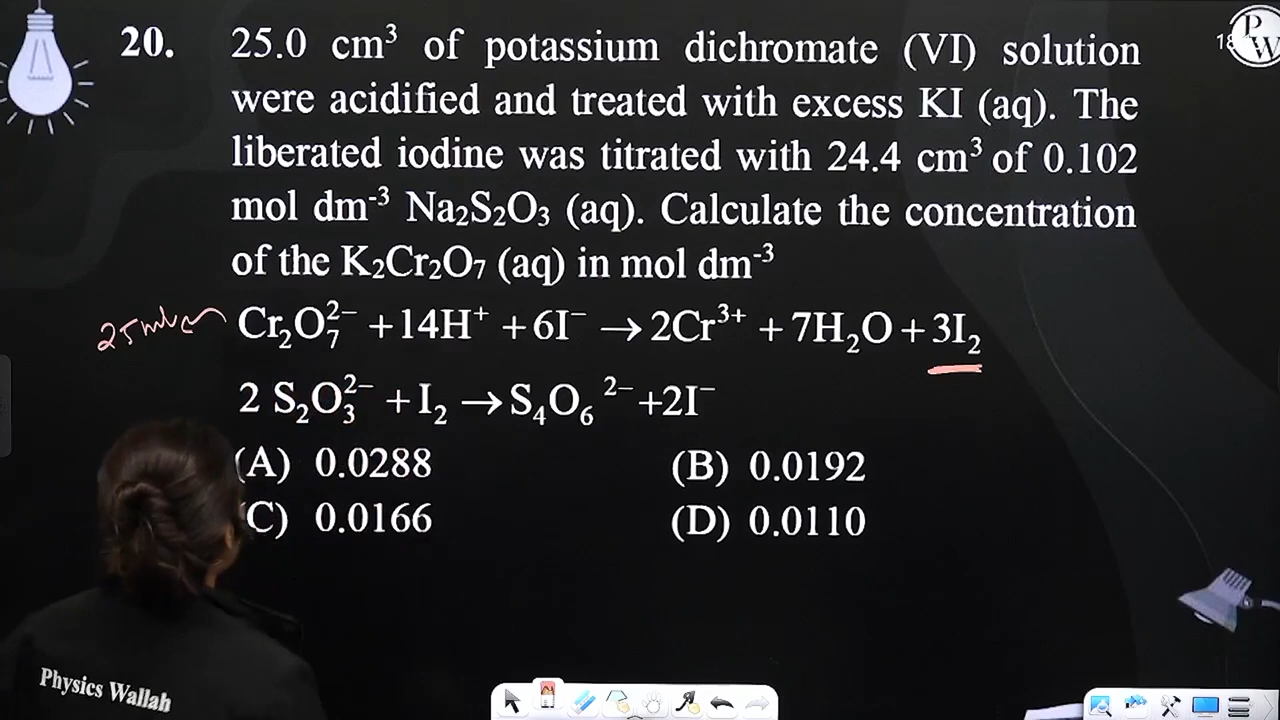 20. 25.0 cm³ of potassium dichromate (VI) solution
were acidified and treated with excess KI (aq). The
liberated iodine was titrated with 24.4 cm³ of 0.102
mol dm⁻³ Na₂S₂O₃ (aq). Calculate the concentration
of the K₂Cr₂O₇ (aq) in mol dm⁻³
Cr₂O₇²⁻ +14H⁺ +6I⁻ → 2Cr³⁺ +7H₂O+3I₂
2 S₂O₃²⁻ +I₂ → S₄O₆ ²⁻ +2I⁻
(A) 0.0288 (B) 0.0192
C) 0.0166 (D) 0.0110
P
W
Physics Wallah